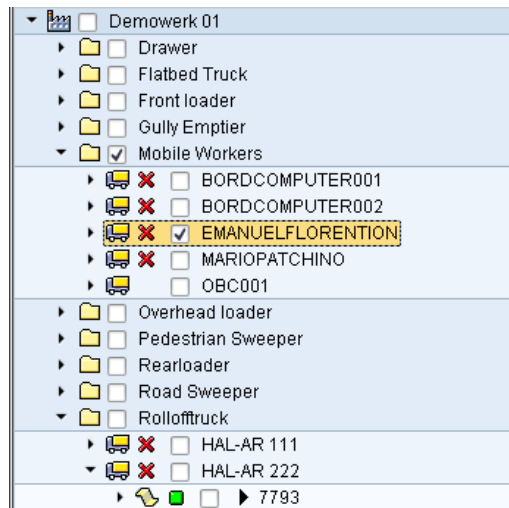 Demowerk 01
Drawer
Flatbed Truck
Front loader
Gully Emptier
Mobile Workers
BORDCOMPUTER001
BORDCOMPUTER002
EMANUELFLORENTION
MARIOPATCHINO
OBC001
Overhead loader
Pedestrian Sweeper
Rearloader
Road Sweeper
Rollofftruck
HAL-AR 111
HAL-AR 222
7793